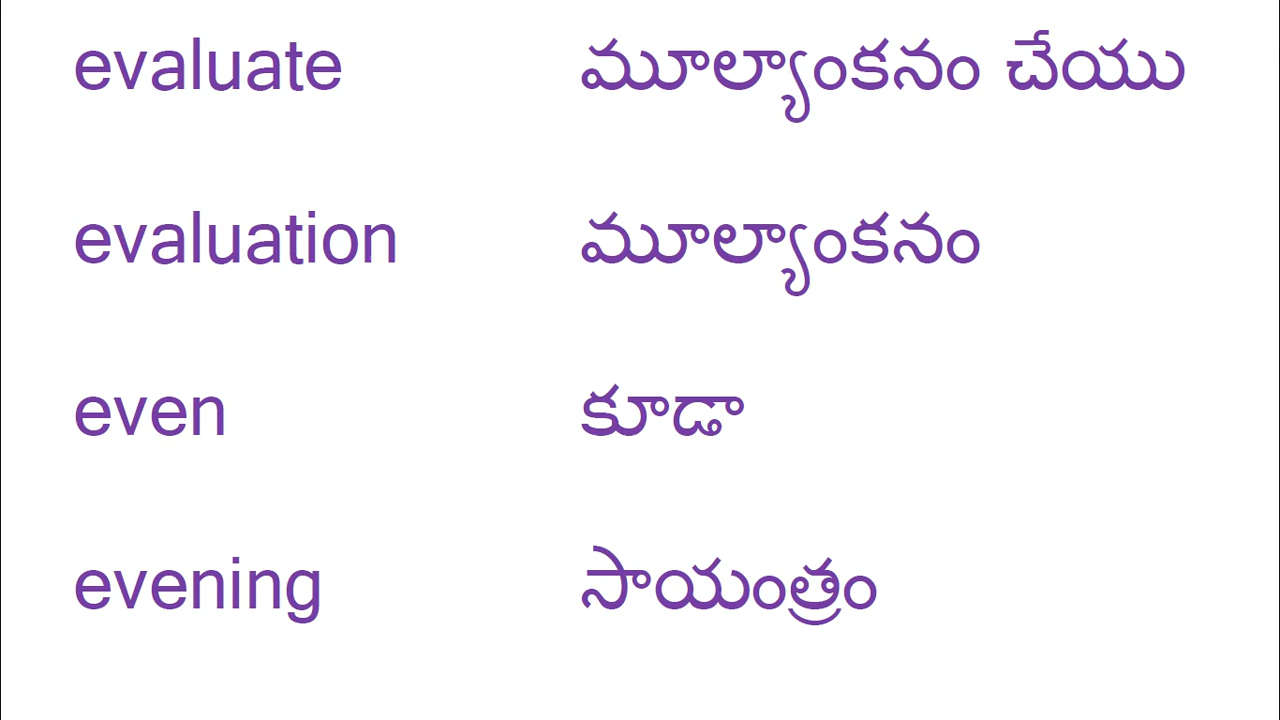 evaluate మూల్యాంకనం చేయు
evaluation మూల్యాంకనం
even కూడా
evening సాయంత్రం